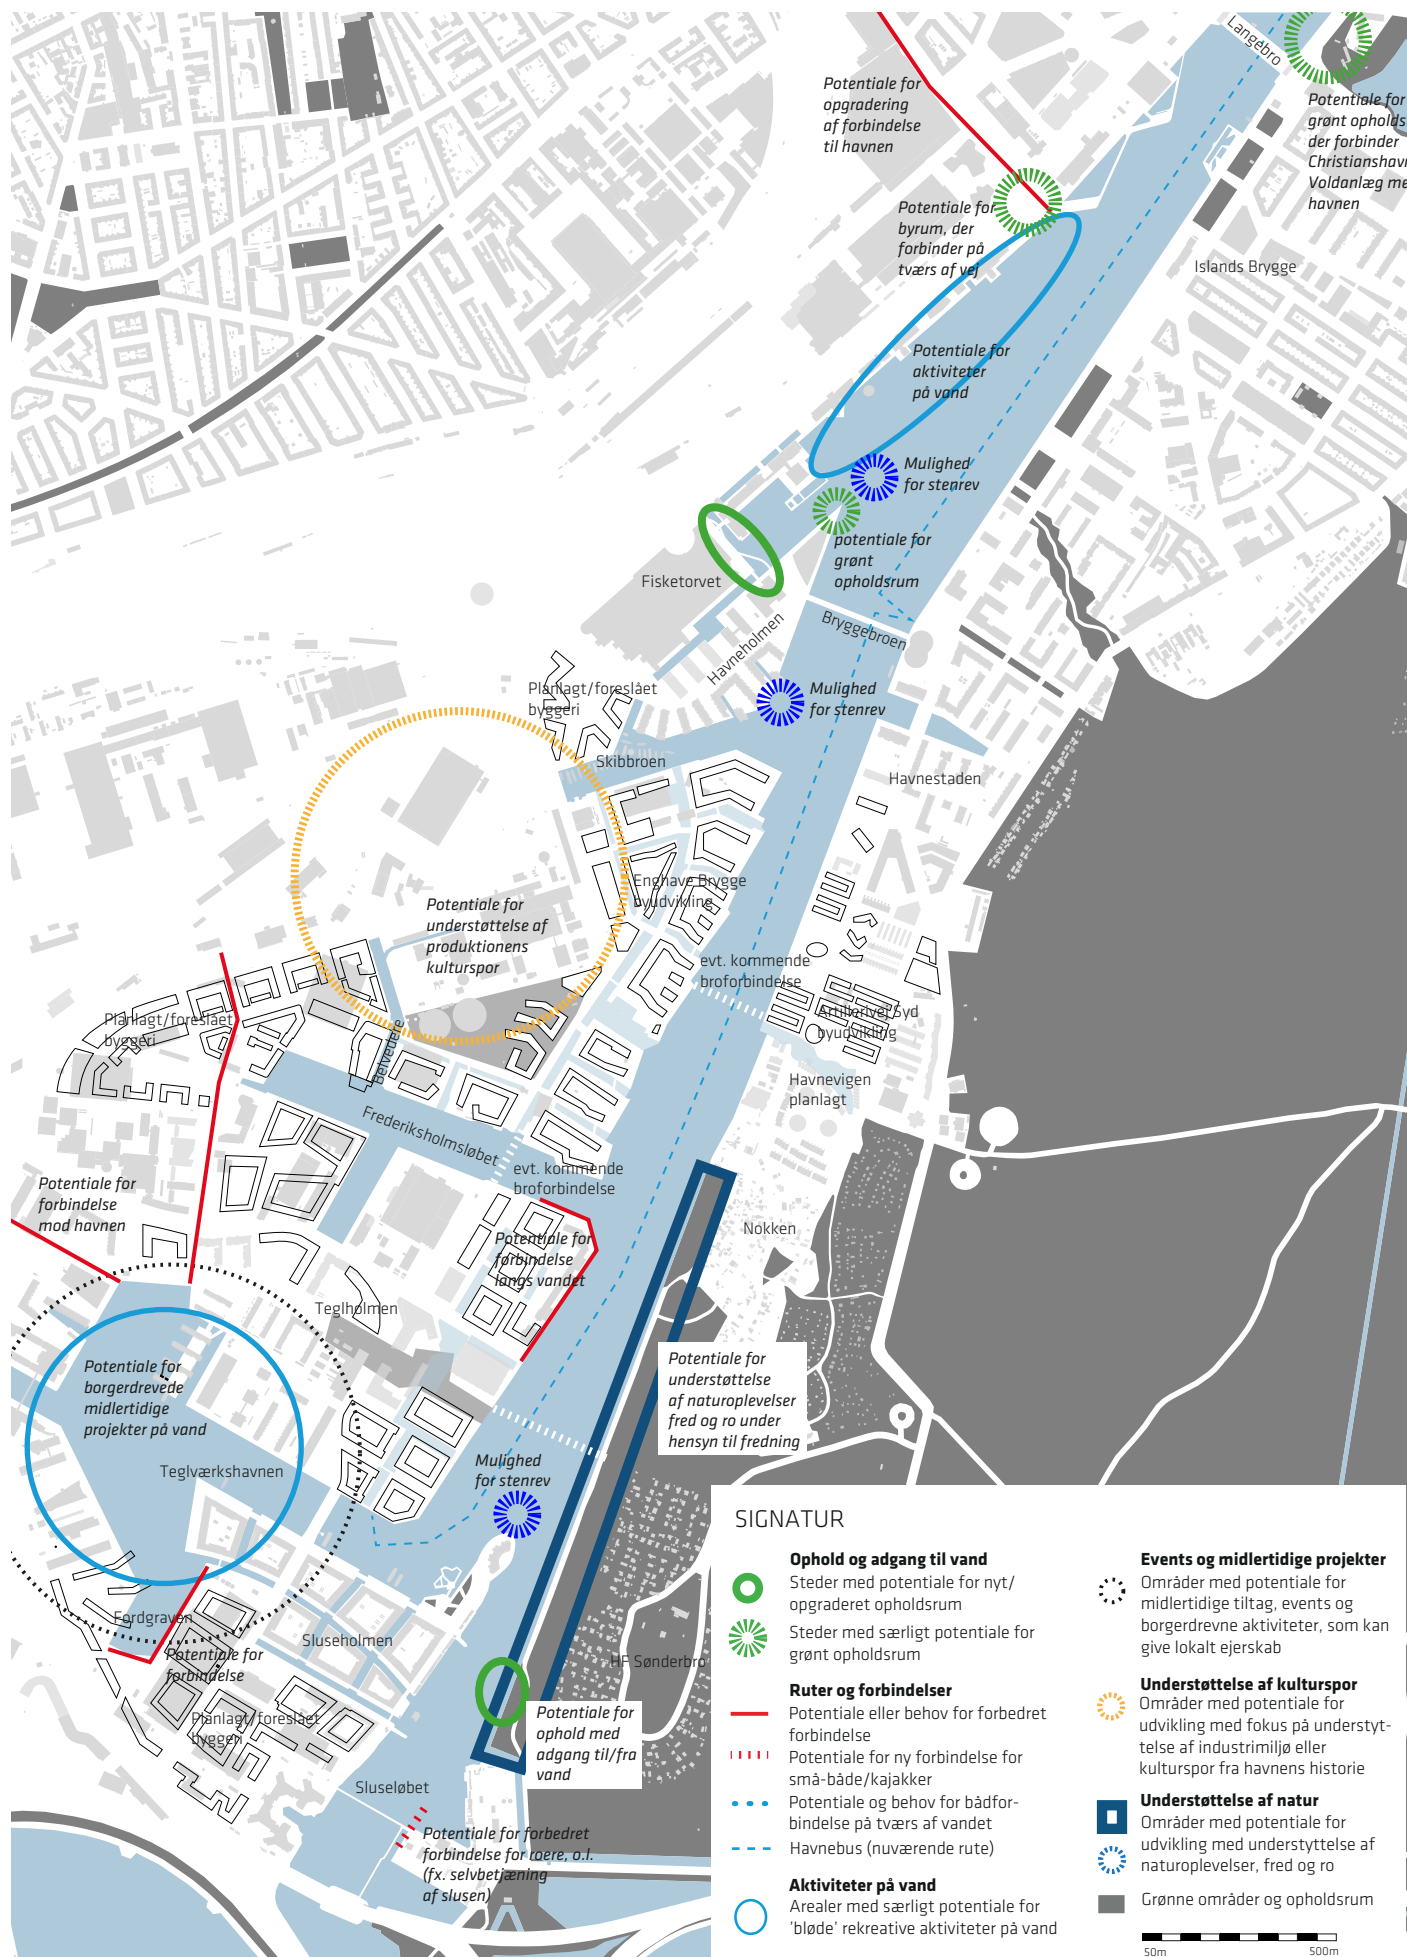 Langebro
Potentiale for
opgradering
af forbindelse
til havnen
Potentiale for
grønt opholds
der forbinder
Christianshavn
Voldanlæg me
havnen
Potentiale for
byrum, der
forbinder på
tværs af vej
Islands Brygge
Potentiale for
aktiviteter
på vand
Mulighed
for stenrev
potentiale for
grønt
opholdsrum
Fisketorvet
Havneholmen
Bryggebroen
Planlagt/foreslået
byggeri
Mulighed
for stenrev
Skibbroen
Havnestaden
Enghave Brygge
byudvikling
Potentiale for
understøttelse af
produktionens
kulturspor
evt. kommende
broforbindelse
Artillerivej Syd
byudvikling
Planlagt/foreslået
byggeri
Belvedere
Havnevigen
planlagt
Frederiksholmsløbet
evt. kommende
broforbindelse
Potentiale for
forbindelse
mod havnen
Nokken
Potentiale for
forbindelse
langs vandet
Teglholmen
Potentiale for
borgerdrevede
midlertidige
projekter på vand
Potentiale for
understøttelse
af naturoplevelser
fred og ro under
hensyn til fredning
Teglværkshavnen
Mulighed
for stenrev
Fordgraven
Sluseholmen
Potentiale for
forbindelse
HF Sønderbro
Planlagt/foreslået
byggeri
Potentiale for
ophold med
adgang til/fra
vand
Sluseløbet
Potentiale for forbedret
forbindelse for roere, o.l.
(fx. selvbetjæning
af slusen)
SIGNATUR
Ophold og adgang til vand
Steder med potentiale for nyt/
opgraderet opholdsrum
Steder med særligt potentiale for
grønt opholdsrum
Ruter og forbindelser
Potentiale eller behov for forbedret
forbindelse
Potentiale for ny forbindelse for
små-både/kajakker
Potentiale og behov for bådfor-
bindelse på tværs af vandet
Havnebus (nuværende rute)
Aktiviteter på vand
Arealer med særligt potentiale for
'bløde' rekreative aktiviteter på vand
Events og midlertidige projekter
Områder med potentiale for
midlertidige tiltag, events og
borgerdrevne aktiviteter, som kan
give lokalt ejerskab
Understøttelse af kulturspor
Områder med potentiale for
udvikling med fokus på understyt-
telse af industrimiljø eller
kulturspor fra havnens historie
Understøttelse af natur
Områder med potentiale for
udvikling med understyttelse af
naturoplevelser, fred og ro
Grønne områder og opholdsrum
50m
500m